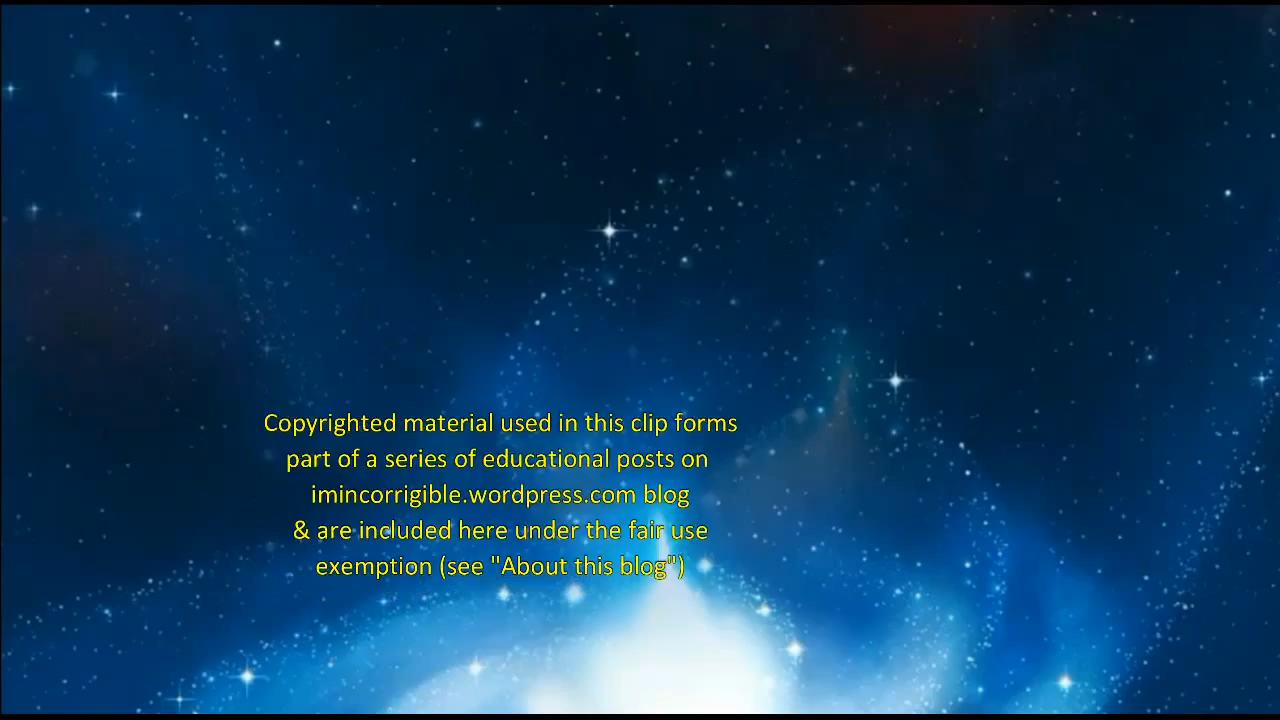 Copyrighted material used in this clip forms
part of a series of educational posts on
imincorrigible.wordpress.com blog
& are included here under the fair use
exemption (see "About this blog")